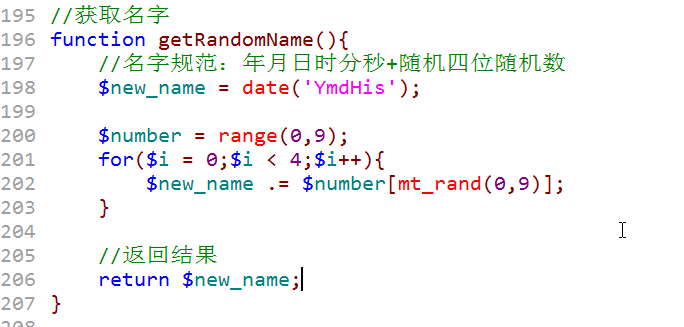 195 //获取名字
196 function getRandomName(){
197     //名字规范：年月日时分秒+随机四位随机数
198     $new_name = date('YmdHis');
199
200     $number = range(0,9);
201     for($i = 0;$i < 4;$i++){
202         $new_name .= $number[mt_rand(0,9)];
203     }
204
205     //返回结果
206     return $new_name;
207 }